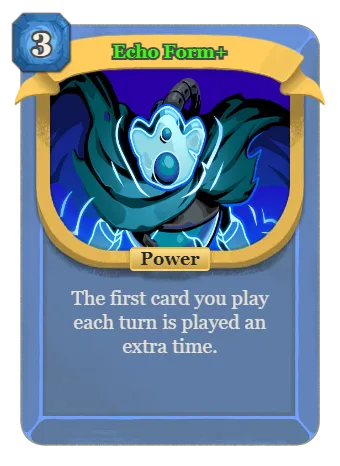 3
Echo Form+
Power
The first card you play
each turn is played an
extra time.